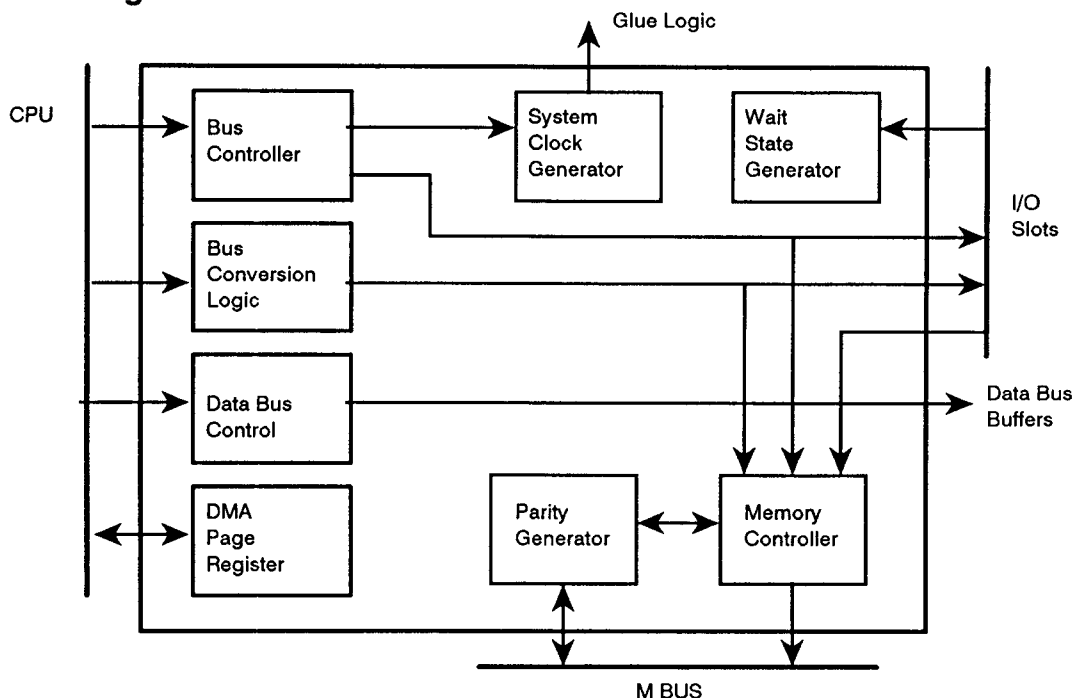 Glue Logic
CPU
Bus
Controller
System
Clock
Generator
Wait
State
Generator
I/O
Slots
Bus
Conversion
Logic
Data Bus
Control
Data Bus
Buffers
DMA
Page
Register
Parity
Generator
Memory
Controller
M BUS